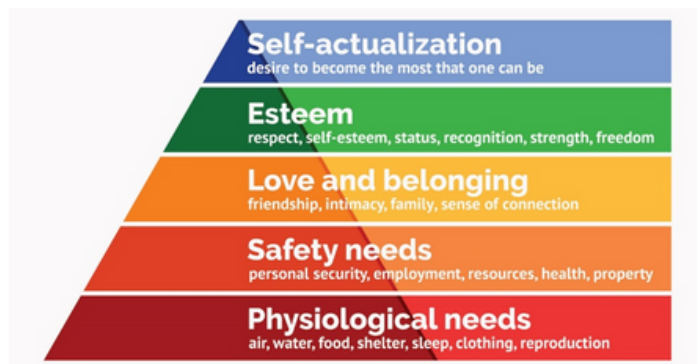 Self-actualization
desire to become the most that one can be
Esteem
respect, self-esteem, status, recognition, strength, freedom
Love and belonging
friendship, intimacy, family, sense of connection
Safety needs
personal security, employment, resources, health, property
Physiological needs
air, water, food, shelter, sleep, clothing, reproduction